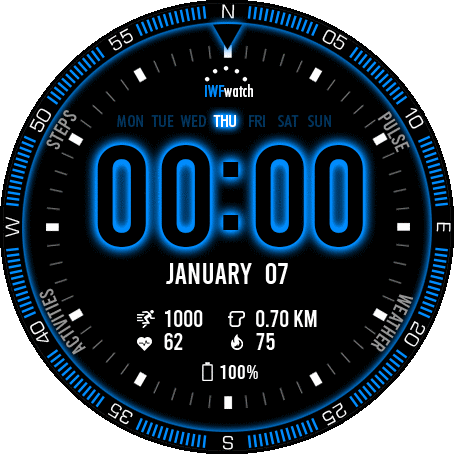 N
55
05
50
10
STEPS
PULSE
IWFwatch
MON TUE WED THU FRI SAT SUN
00:00
W
E
JANUARY 07
ACTIVITIES
WEATHER
1000 0.70 KM
62 75
100%
40
20
35
25
S